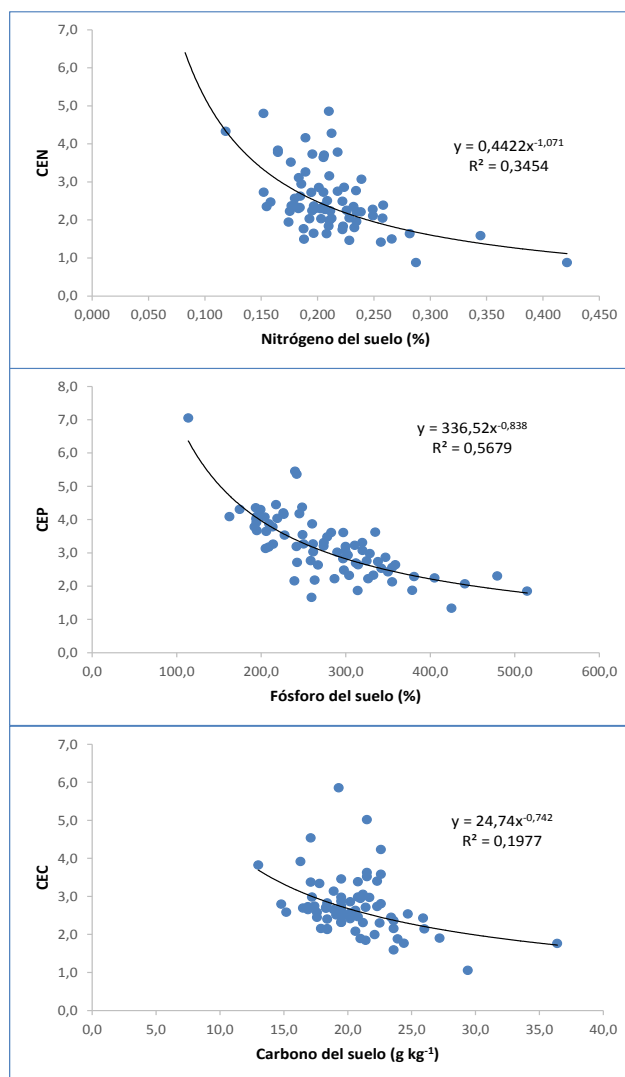 7,0
6,0
5,0
4,0
3,0
2,0
1,0
0,0
CEN
y = 0,4422x^-1,071
R² = 0,3454
0,000 0,050 0,100 0,150 0,200 0,250 0,300 0,350 0,400 0,450
Nitrógeno del suelo (%)
8,0
7,0
6,0
5,0
4,0
3,0
2,0
1,0
0,0
CEP
y = 336,52x^-0,838
R² = 0,5679
0,0 100,0 200,0 300,0 400,0 500,0 600,0
Fósforo del suelo (%)
7,0
6,0
5,0
4,0
3,0
2,0
1,0
0,0
CEC
y = 24,74x^-0,742
R² = 0,1977
0,0 5,0 10,0 15,0 20,0 25,0 30,0 35,0 40,0
Carbono del suelo (g kg⁻¹)